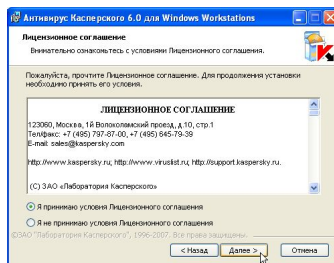 Антивирус Касперского 6.0 для Windows Workstations
Лицензионное соглашение
Внимательно ознакомьтесь с условиями Лицензионного соглашения.
Пожалуйста, прочтите Лицензионное соглашение. Для продолжения установки
необходимо принять его условия.
ЛИЦЕНЗИОННОЕ СОГЛАШЕНИЕ
123060, Москва, 1й Волоколамский проезд, д.10, стр.1
Тел/факс: +7 (495) 797-87-00, +7 (495) 645-79-39
E-mail: sales@kaspersky.com
http://www.kaspersky.ru; http://www.viruslist.ru; http://support.kaspersky.ru.
(С) ЗАО «Лаборатория Касперского»
Я принимаю условия Лицензионного соглашения
Я не принимаю условия Лицензионного соглашения
©ЗАО "Лаборатория Касперского", 1996-2007. Все права защищены.
< Назад
Далее >
Отмена